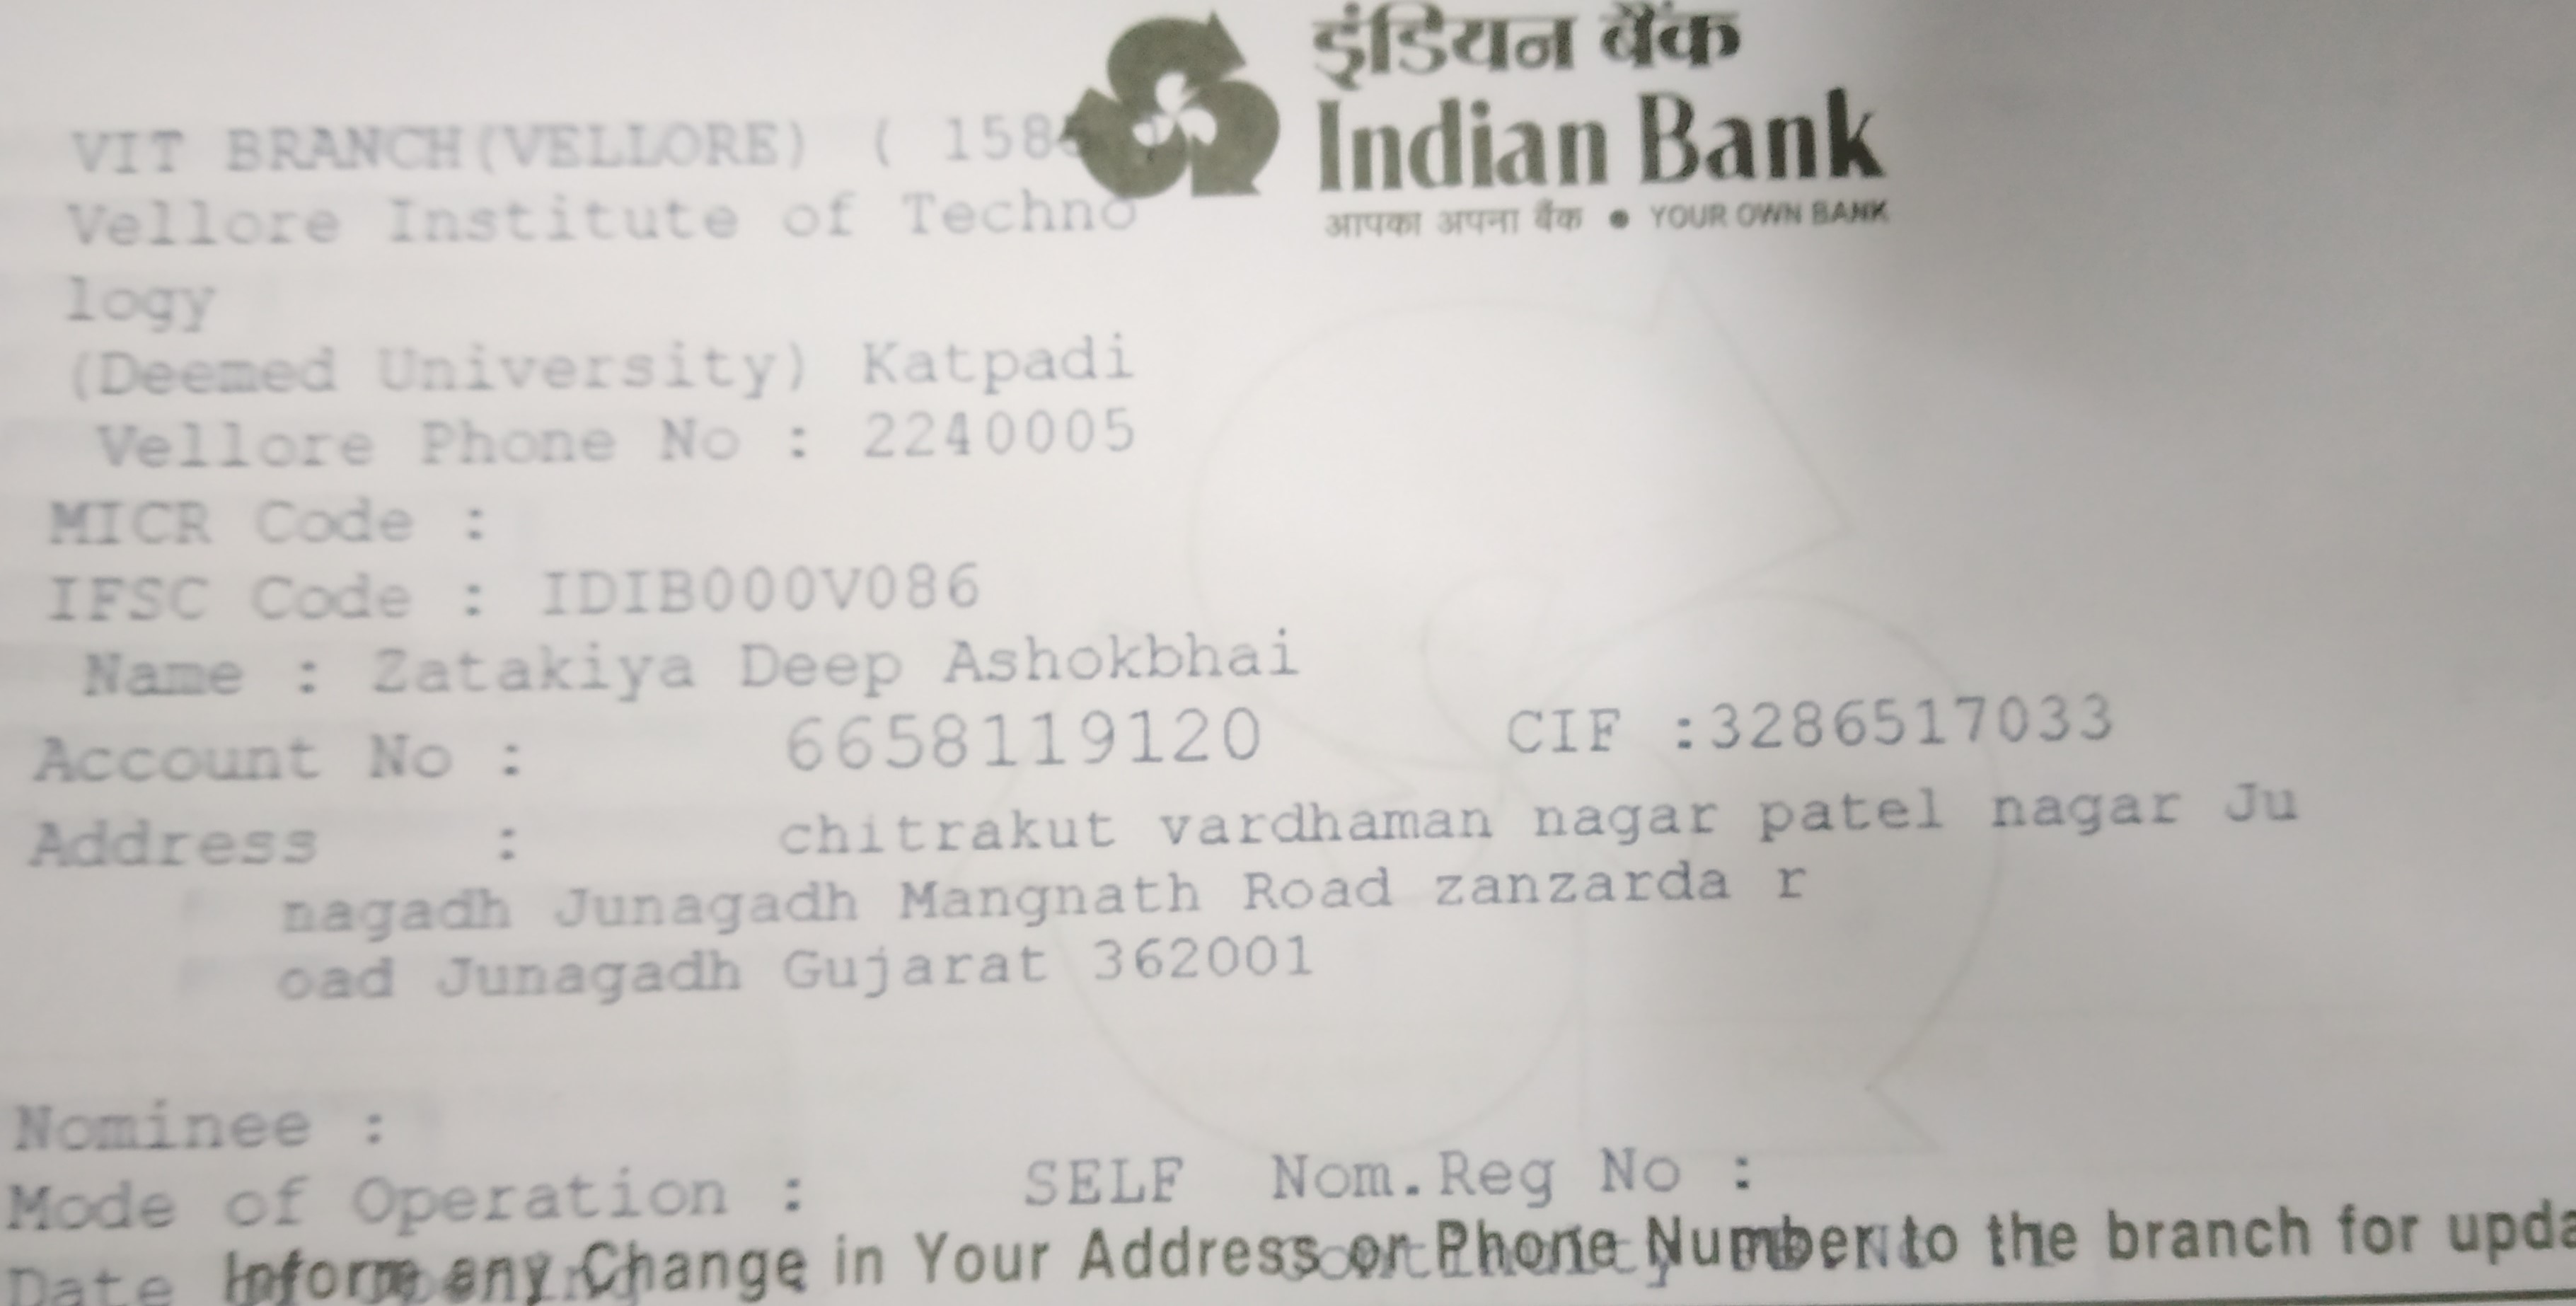 इंडियन बैंक
Indian Bank
आपका अपना बैंक • YOUR OWN BANK
VIT BRANCH(VELLORE) ( 158
Vellore Institute of Techno
logy
(Deemed University) Katpadi
Vellore Phone No : 2240005
MICR Code :
IFSC Code : IDIB000V086
Name : Zatakiya Deep Ashokbhai
Account No : 6658119120 CIF :3286517033
Address : chitrakut vardhaman nagar patel nagar Ju
nagadh Junagadh Mangnath Road zanzarda r
oad Junagadh Gujarat 362001
Nominee :
Mode of Operation : SELF Nom.Reg No :
Date
Inform any Change in Your Address or Phone Number to the branch for upda